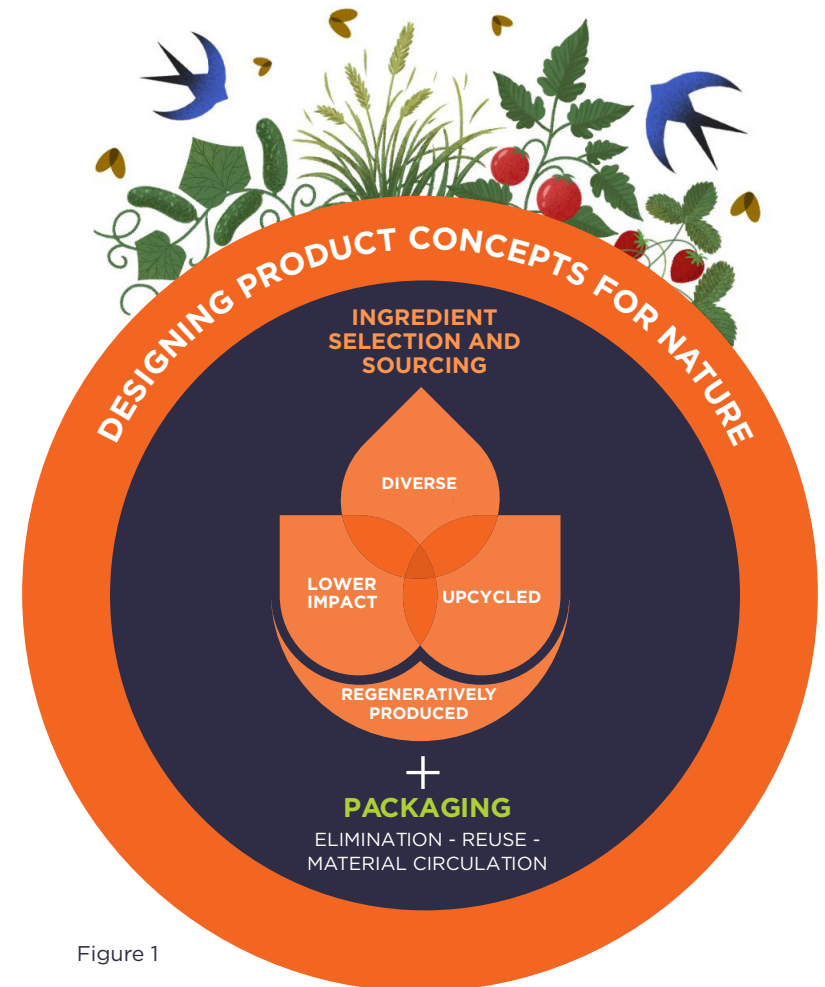 DESIGNING PRODUCT CONCEPTS FOR NATURE
INGREDIENT
SELECTION AND
SOURCING
DIVERSE
LOWER
IMPACT
UPCYCLED
REGENERATIVELY
PRODUCED
+
PACKAGING
ELIMINATION - REUSE -
MATERIAL CIRCULATION
Figure 1